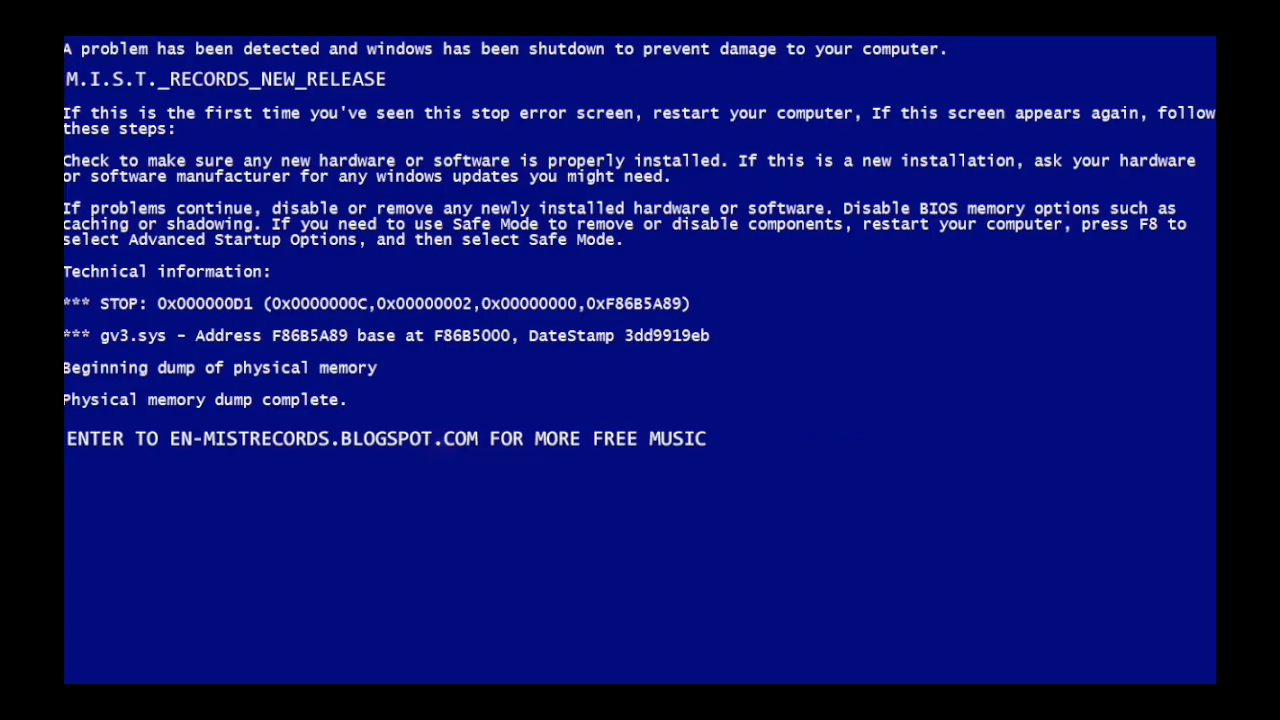 A problem has been detected and windows has been shutdown to prevent damage to your computer.
M.I.S.T._RECORDS_NEW_RELEASE
If this is the first time you've seen this stop error screen, restart your computer, If this screen appears again, follow
these steps:
Check to make sure any new hardware or software is properly installed. If this is a new installation, ask your hardware
or software manufacturer for any windows updates you might need.
If problems continue, disable or remove any newly installed hardware or software. Disable BIOS memory options such as
caching or shadowing. If you need to use Safe Mode to remove or disable components, restart your computer, press F8 to
select Advanced Startup Options, and then select Safe Mode.
Technical information:
*** STOP: 0x000000D1 (0x0000000C,0x00000002,0x00000000,0xF86B5A89)
*** gv3.sys - Address F86B5A89 base at F86B5000, DateStamp 3dd9919eb
Beginning dump of physical memory
Physical memory dump complete.
ENTER TO EN-MISTRECORDS.BLOGSPOT.COM FOR MORE FREE MUSIC